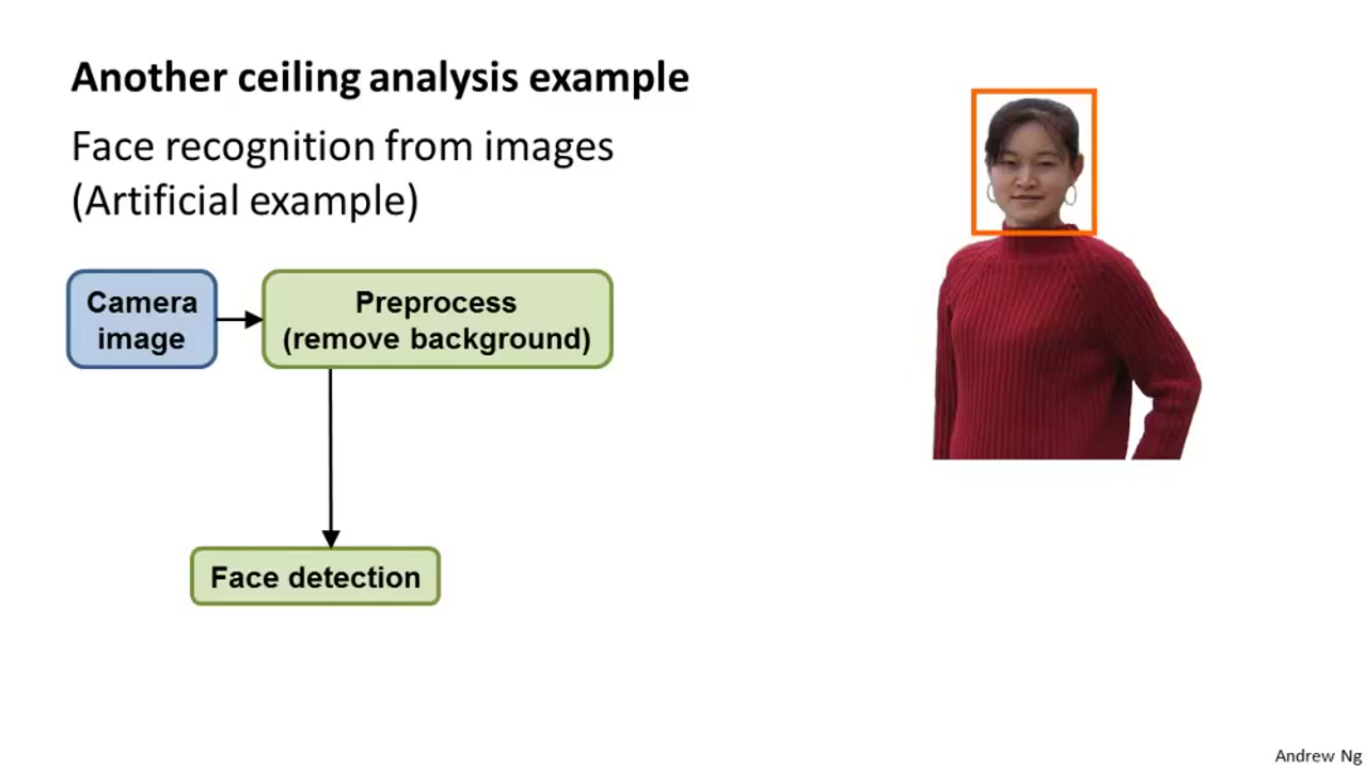 Another ceiling analysis example
Face recognition from images
(Artificial example)
Camera
image
Preprocess
(remove background)
Face detection
Andrew Ng